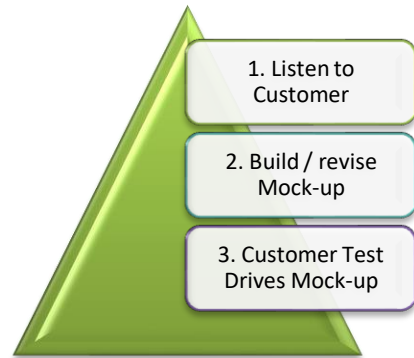 1. Listen to
Customer
2. Build / revise
Mock-up
3. Customer Test
Drives Mock-up